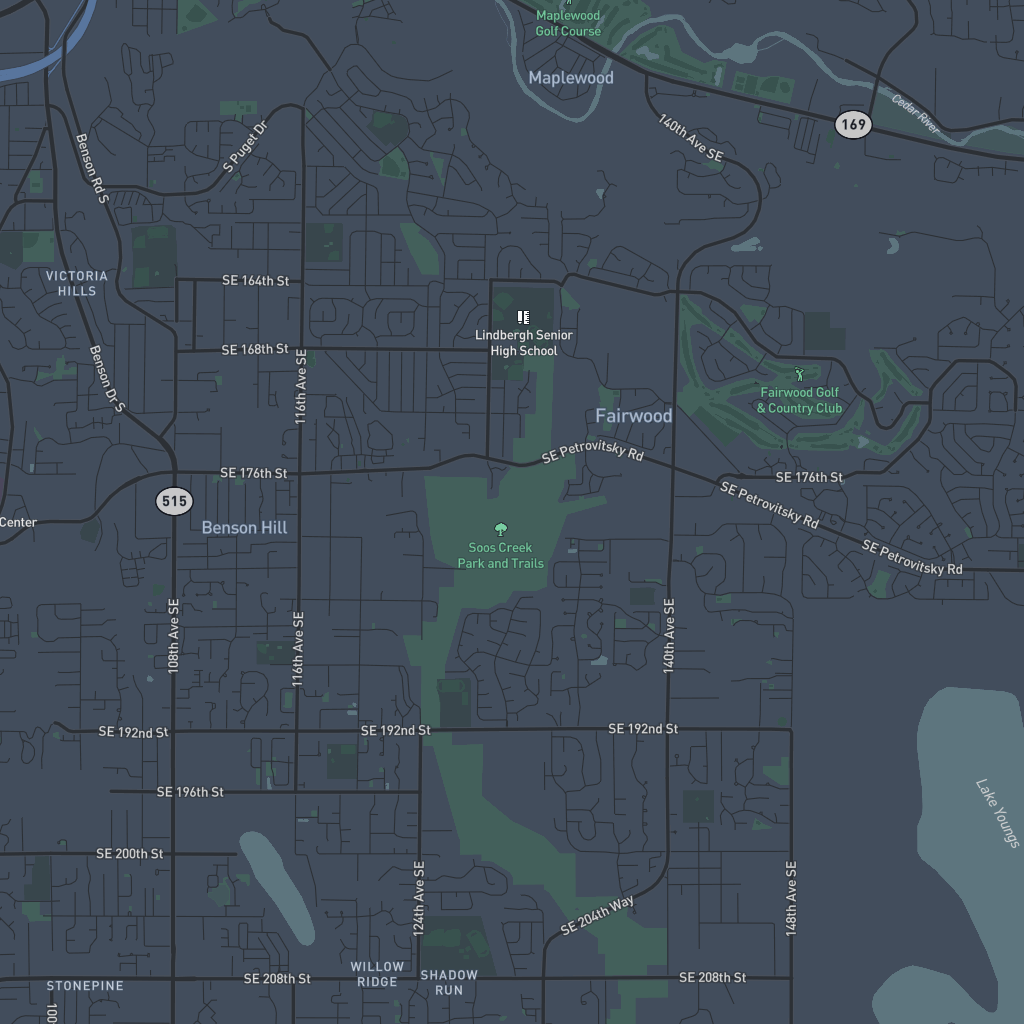 Maplewood
Golf Course
Maplewood
Cedar River
169
140th Ave SE
S Puget Dr
Benson Rd S
VICTORIA
HILLS
SE 164th St
Lindbergh Senior
High School
SE 168th St
116th Ave SE
Benson Dr S
Fairwood Golf
& Country Club
Fairwood
SE Petrovitsky Rd
SE 176th St
SE 176th St
SE Petrovitsky Rd
515
Center
Benson Hill
Soos Creek
Park and Trails
SE Petrovitsky Rd
108th Ave SE
116th Ave SE
140th Ave SE
SE 192nd St
SE 192nd St
SE 192nd St
SE 196th St
Lake Youngs
SE 200th St
124th Ave SE
148th Ave SE
SE 204th Way
WILLOW
RIDGE
SHADOW
RUN
SE 208th St
SE 208th St
STONEPINE
100